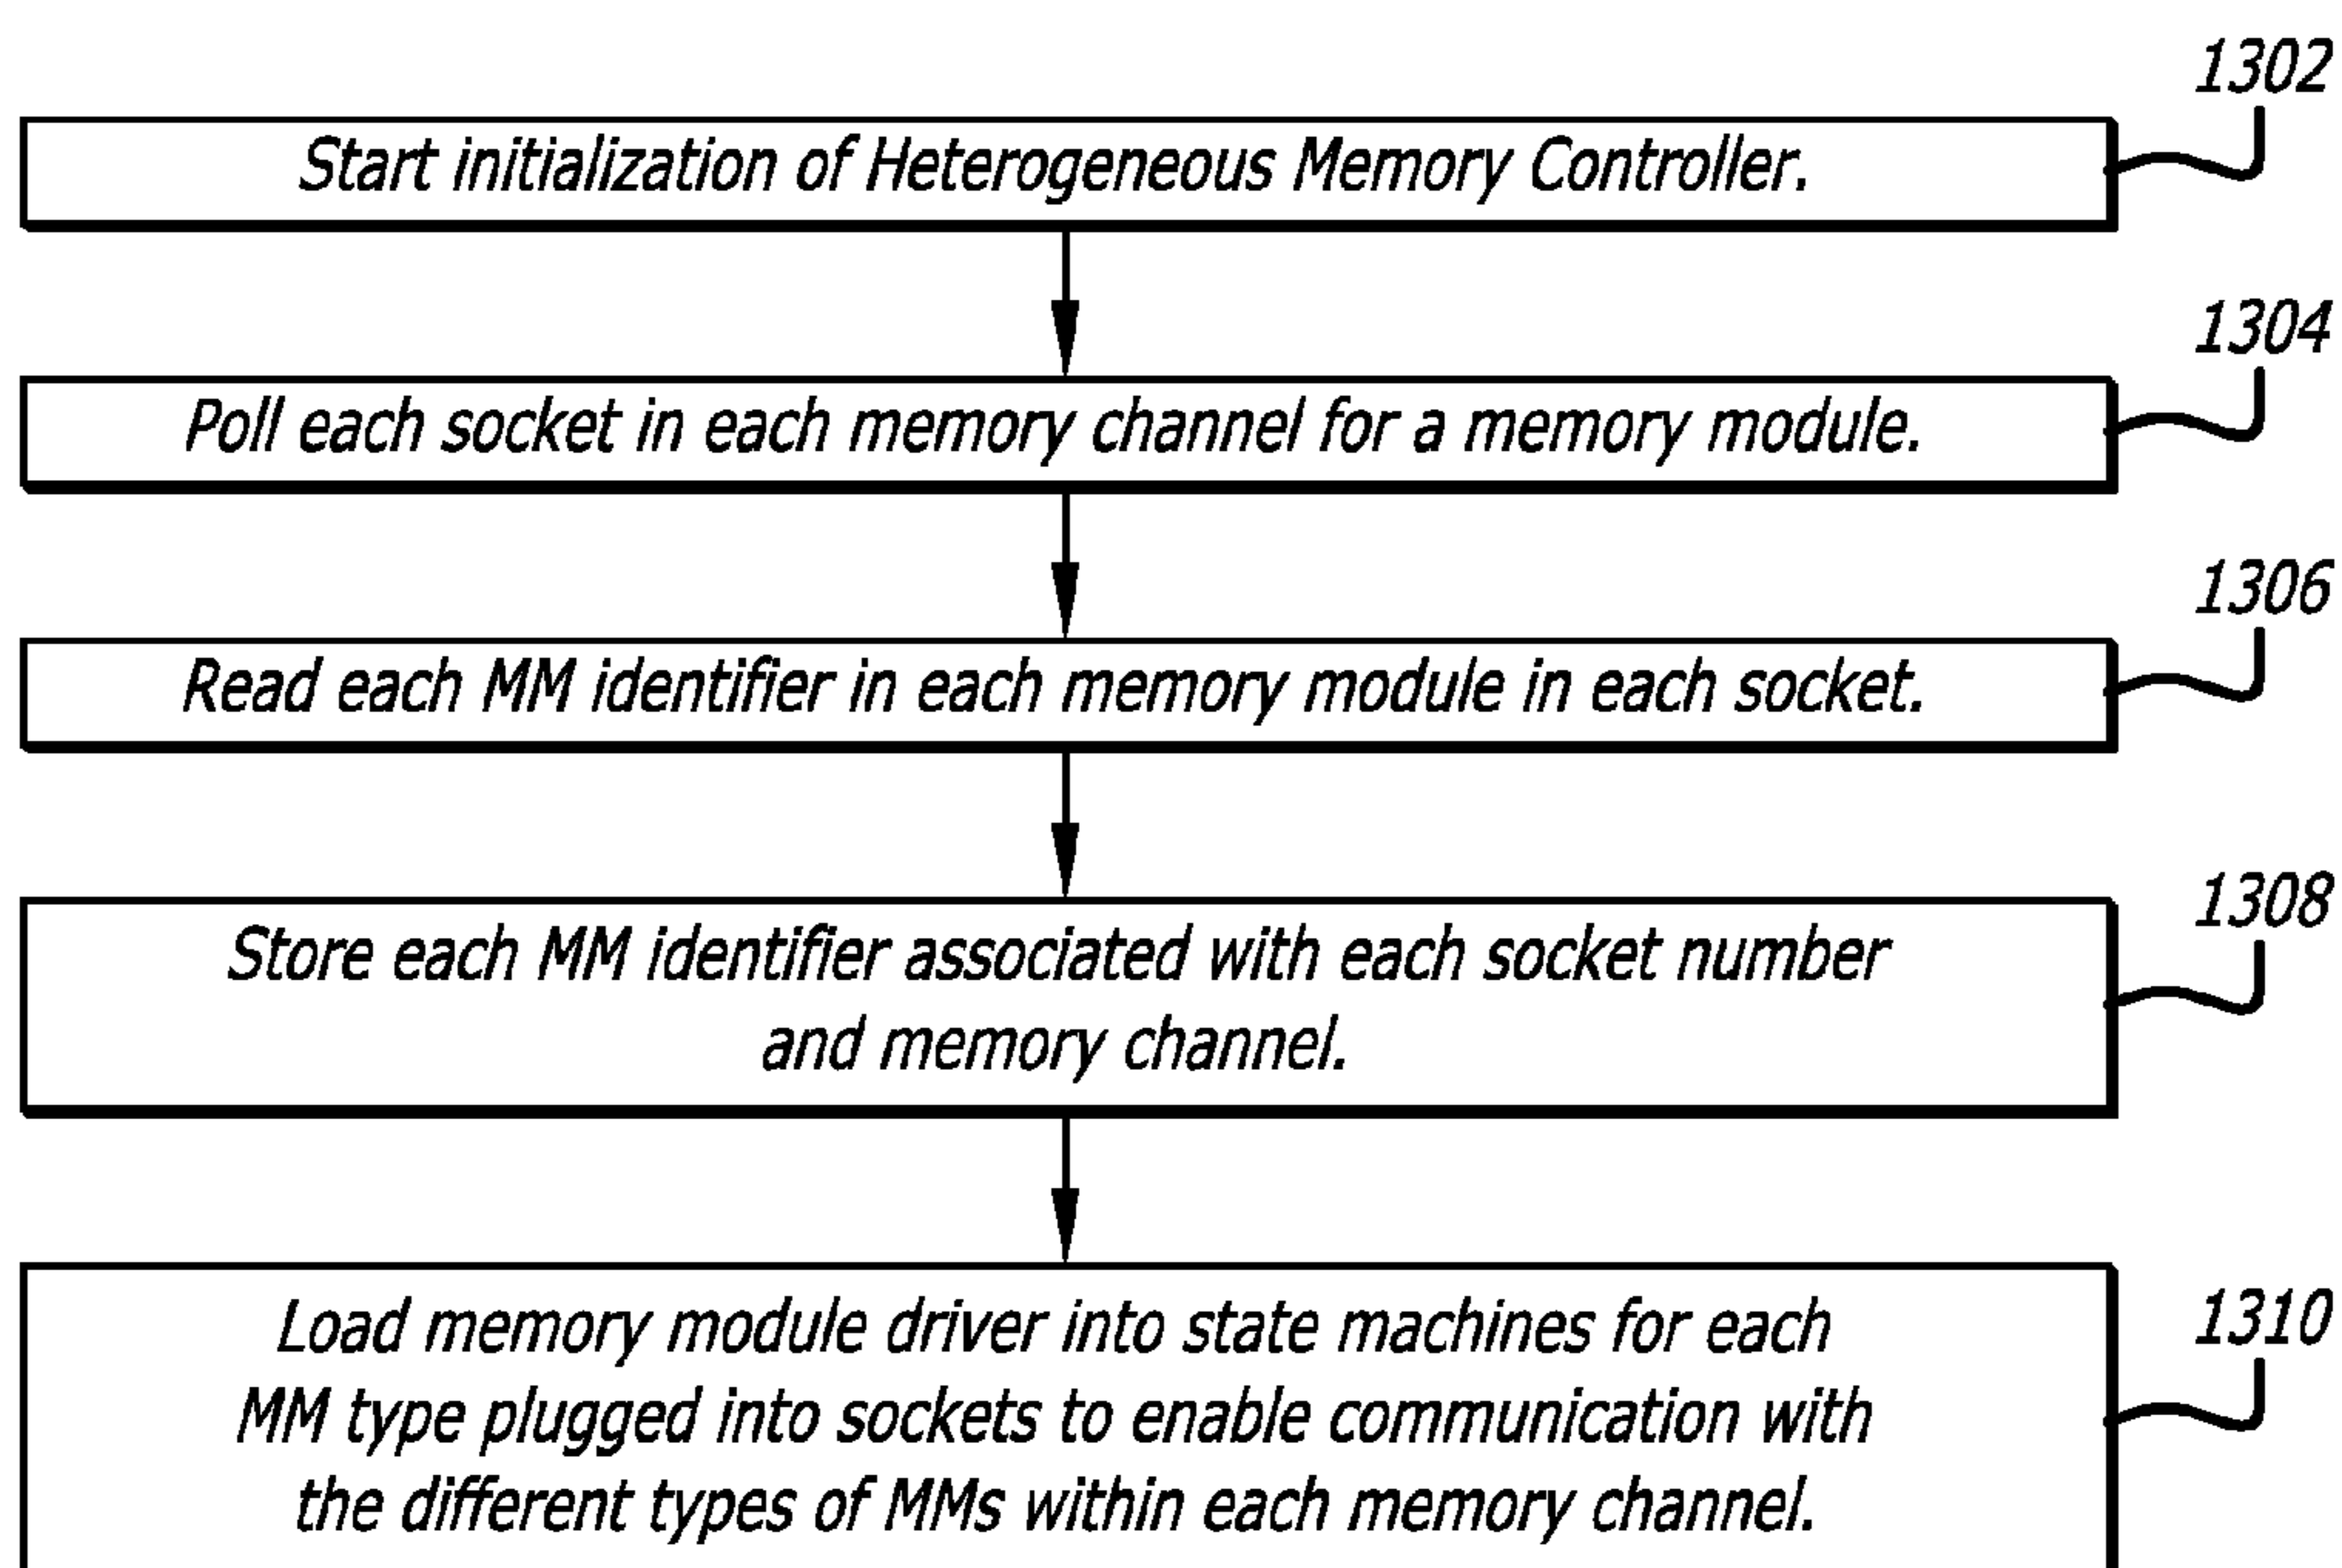 1302
Start initialization of Heterogeneous Memory Controller.
1304
Poll each socket in each memory channel for a memory module.
1306
Read each MM identifier in each memory module in each socket.
1308
Store each MM identifier associated with each socket number
and memory channel.
1310
Load memory module driver into state machines for each
MM type plugged into sockets to enable communication with
the different types of MMs within each memory channel.